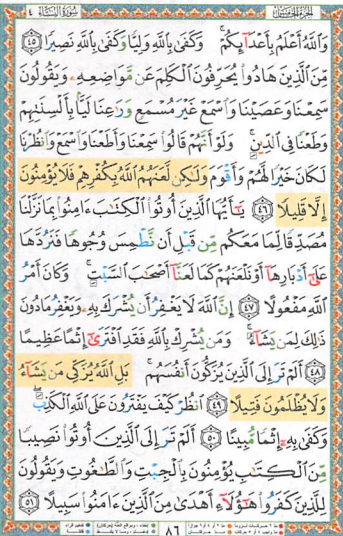 الجزء الخامس سورة النساء ٤
وَاللَّهُ أَعْلَمُ بِأَعْدَائِكُمْ ۚ وَكَفَىٰ بِاللَّهِ وَلِيًّا وَكَفَىٰ بِاللَّهِ نَصِيرًا ٤٥
مِّنَ الَّذِينَ هَادُوا يُحَرِّفُونَ الْكَلِمَ عَن مَّوَاضِعِهِ وَيَقُولُونَ
سَمِعْنَا وَعَصَيْنَا وَاسْمَعْ غَيْرَ مُسْمَعٍ وَرَاعِنَا لَيًّا بِأَلْسِنَتِهِمْ
وَطَعْنًا فِي الدِّينِ ۚ وَلَوْ أَنَّهُمْ قَالُوا سَمِعْنَا وَأَطَعْنَا وَاسْمَعْ وَانظُرْنَا
لَكَانَ خَيْرًا لَّهُمْ وَأَقْوَمَ وَلَٰكِن لَّعَنَهُمُ اللَّهُ بِكُفْرِهِمْ فَلَا يُؤْمِنُونَ
إِلَّا قَلِيلًا ٤٦ يَا أَيُّهَا الَّذِينَ أُوتُوا الْكِتَابَ ءَامِنُوا بِمَا نَزَّلْنَا
مُصَدِّقًا لِّمَا مَعَكُم مِّن قَبْلِ أَن نَّطْمِسَ وُجُوهًا فَنَرُدَّهَا
عَلَىٰ أَدْبَارِهَا أَوْ نَلْعَنَهُمْ كَمَا لَعَنَّا أَصْحَابَ السَّبْتِ ۚ وَكَانَ أَمْرُ
اللَّهِ مَفْعُولًا ٤٧ إِنَّ اللَّهَ لَا يَغْفِرُ أَن يُشْرَكَ بِهِ وَيَغْفِرُ مَا دُونَ
ذَٰلِكَ لِمَن يَشَاءُ ۚ وَمَن يُشْرِكْ بِاللَّهِ فَقَدِ افْتَرَىٰ إِثْمًا عَظِيمًا
٤٨ أَلَمْ تَرَ إِلَى الَّذِينَ يُزَكُّونَ أَنفُسَهُم ۚ بَلِ اللَّهُ يُزَكِّي مَن يَشَاءُ
وَلَا يُظْلَمُونَ فَتِيلًا ٤٩ انظُرْ كَيْفَ يَفْتَرُونَ عَلَى اللَّهِ الْكَذِبَ ۖ
وَكَفَىٰ بِهِ إِثْمًا مُّبِينًا ٥٠ أَلَمْ تَرَ إِلَى الَّذِينَ أُوتُوا نَصِيبًا
مِّنَ الْكِتَابِ يُؤْمِنُونَ بِالْجِبْتِ وَالطَّاغُوتِ وَيَقُولُونَ
لِلَّذِينَ كَفَرُوا هَٰؤُلَاءِ أَهْدَىٰ مِنَ الَّذِينَ ءَامَنُوا سَبِيلًا ٥١
٨٦